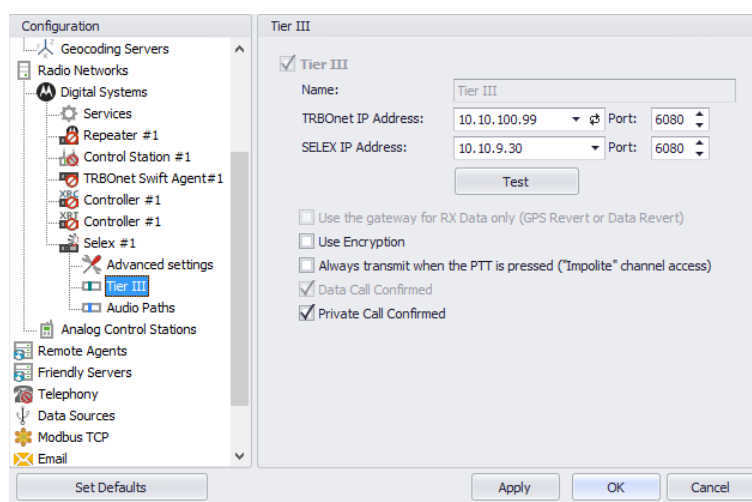 Configuration
Geocoding Servers
Radio Networks
Digital Systems
Services
Repeater #1
Control Station #1
TRBOnet Swift Agent#1
XRC Controller #1
XRT Controller #1
Selex #1
Advanced settings
Tier III
Audio Paths
Analog Control Stations
Remote Agents
Friendly Servers
Telephony
Data Sources
Modbus TCP
Email
Set Defaults
Tier III
Tier III
Name: Tier III
TRBOnet IP Address: 10.10.100.99 Port: 6080
SELEX IP Address: 10.10.9.30 Port: 6080
Test
Use the gateway for RX Data only (GPS Revert or Data Revert)
Use Encryption
Always transmit when the PTT is pressed ("Impolite" channel access)
Data Call Confirmed
Private Call Confirmed
Apply OK Cancel